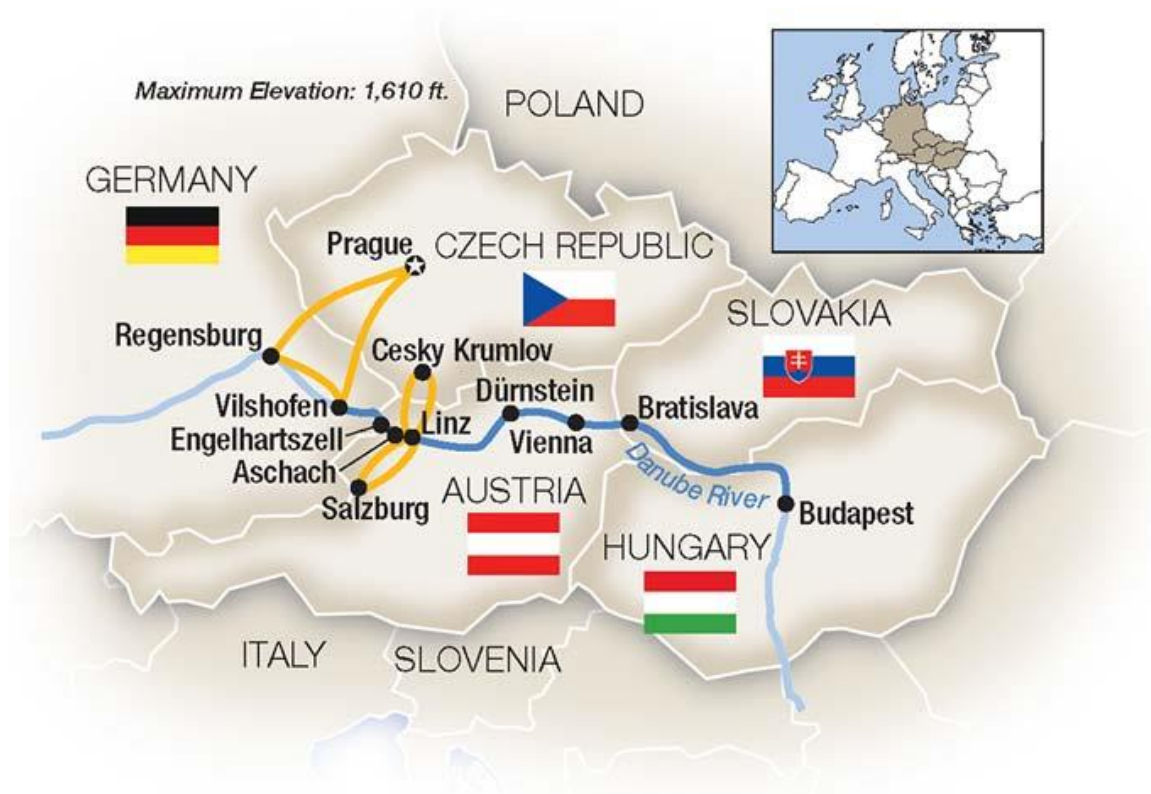 Maximum Elevation: 1,610 ft.
POLAND
GERMANY
Prague
CZECH REPUBLIC
SLOVAKIA
Regensburg
Cesky Krumlov
Dürnstein
Vilshofen
Bratislava
Linz
Engelhartszell
Vienna
Aschach
Danube River
AUSTRIA
Salzburg
Budapest
HUNGARY
ITALY
SLOVENIA